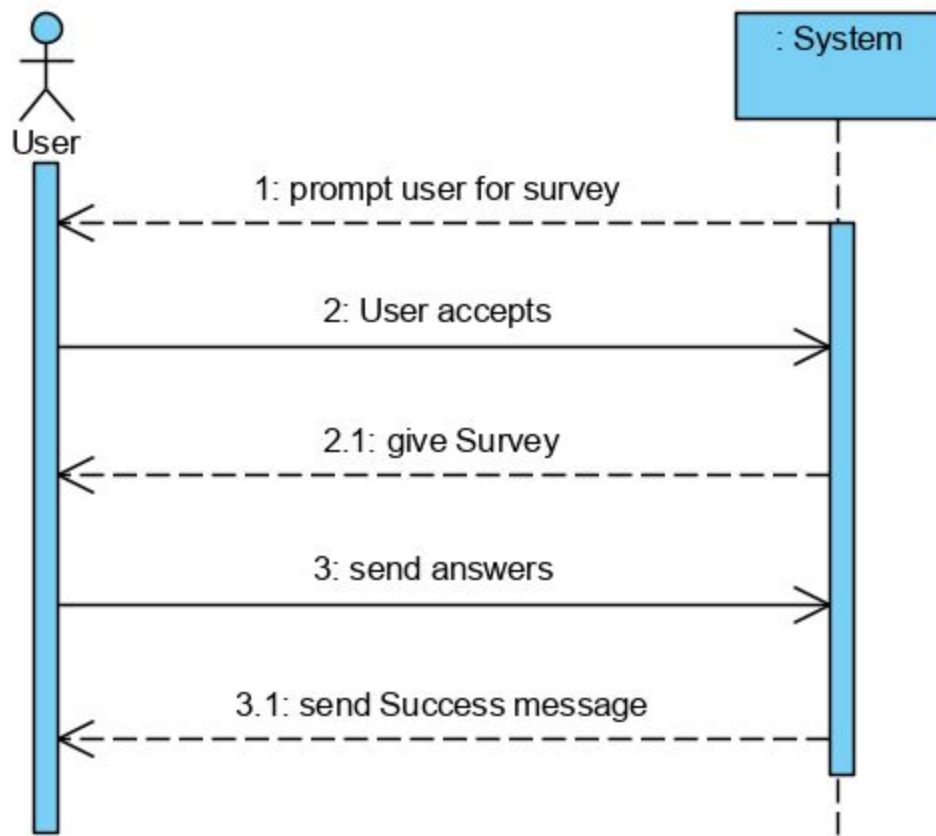 : System
User
1: prompt user for survey
2: User accepts
2.1: give Survey
3: send answers
3.1: send Success message